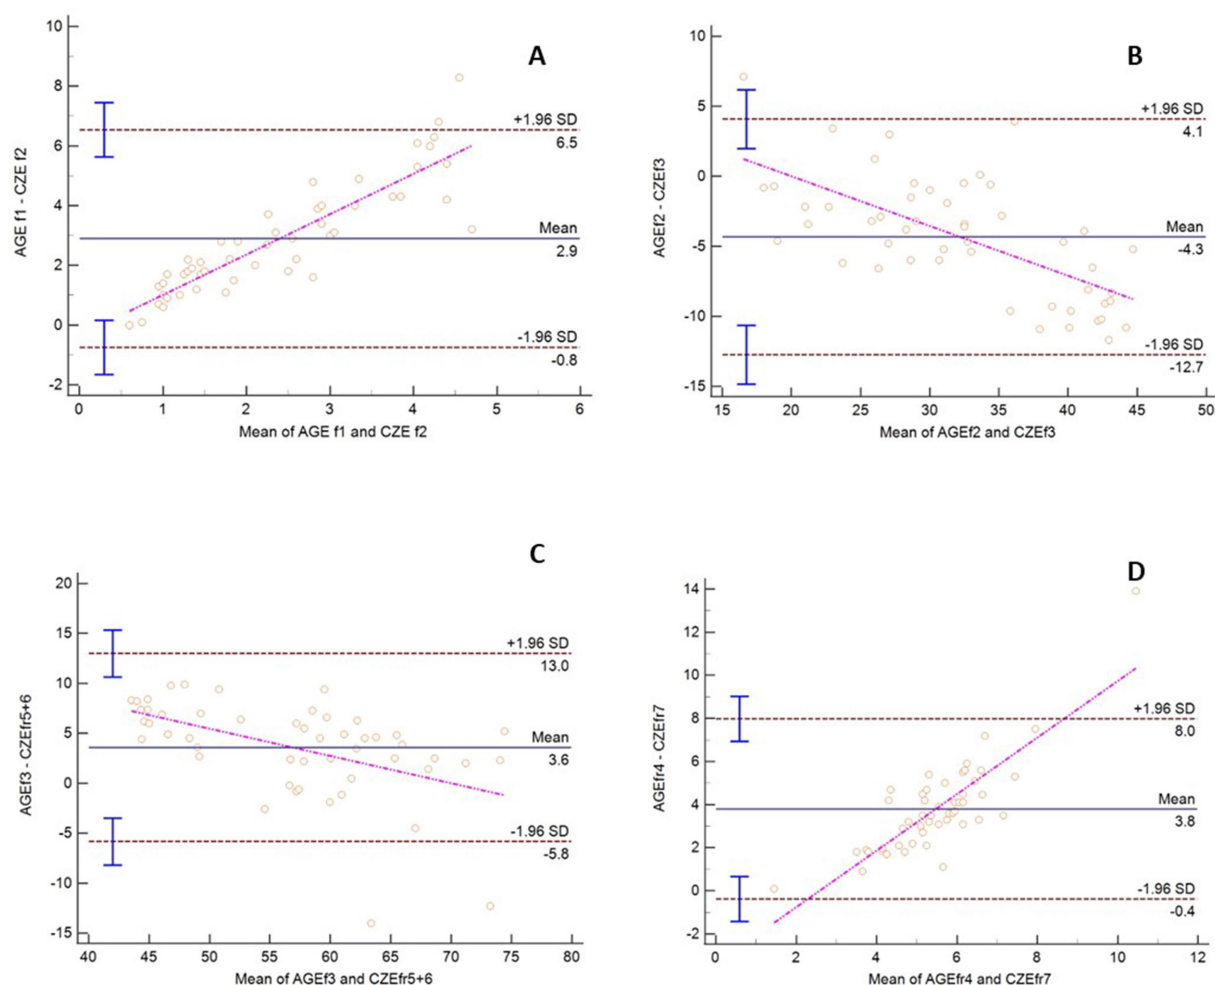 A
10
8
6
4
2
0
-2
AGE f1 - CZE f2
+1.96 SD
6.5
Mean
2.9
-1.96 SD
-0.8
0 1 2 3 4 5 6
Mean of AGE f1 and CZE f2
B
10
5
0
-5
-10
-15
AGEf2 - CZEf3
+1.96 SD
4.1
Mean
-4.3
-1.96 SD
-12.7
15 20 25 30 35 40 45 50
Mean of AGEf2 and CZEf3
C
20
15
10
5
0
-5
-10
-15
AGEf3 - CZEfr5+6
+1.96 SD
13.0
Mean
3.6
-1.96 SD
-5.8
40 45 50 55 60 65 70 75 80
Mean of AGEf3 and CZEfr5+6
D
14
12
10
8
6
4
2
0
-2
AGEfr4 - CZEfr7
+1.96 SD
8.0
Mean
3.8
-1.96 SD
-0.4
0 2 4 6 8 10 12
Mean of AGEfr4 and CZEfr7